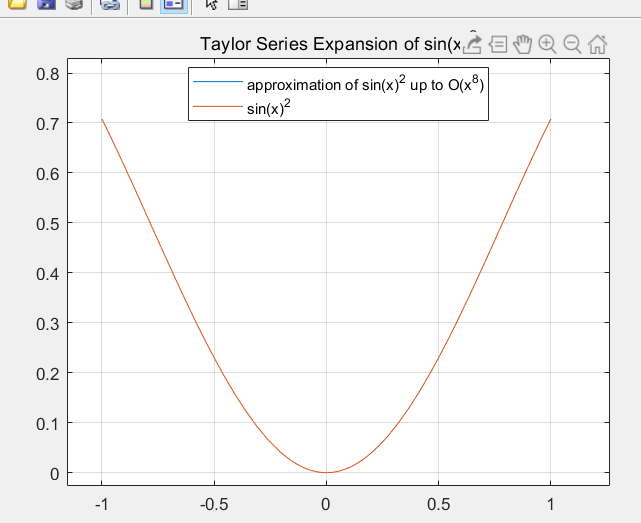 Taylor Series Expansion of sin(x
approximation of sin(x)² up to O(x⁸)
sin(x)²
0.8
0.7
0.6
0.5
0.4
0.3
0.2
0.1
0
-1 -0.5 0 0.5 1